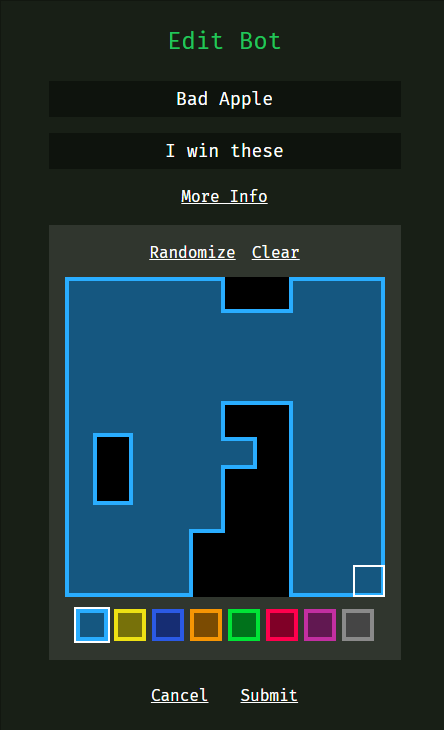 Edit Bot
Bad Apple
I win these
More Info
Randomize Clear
Cancel Submit